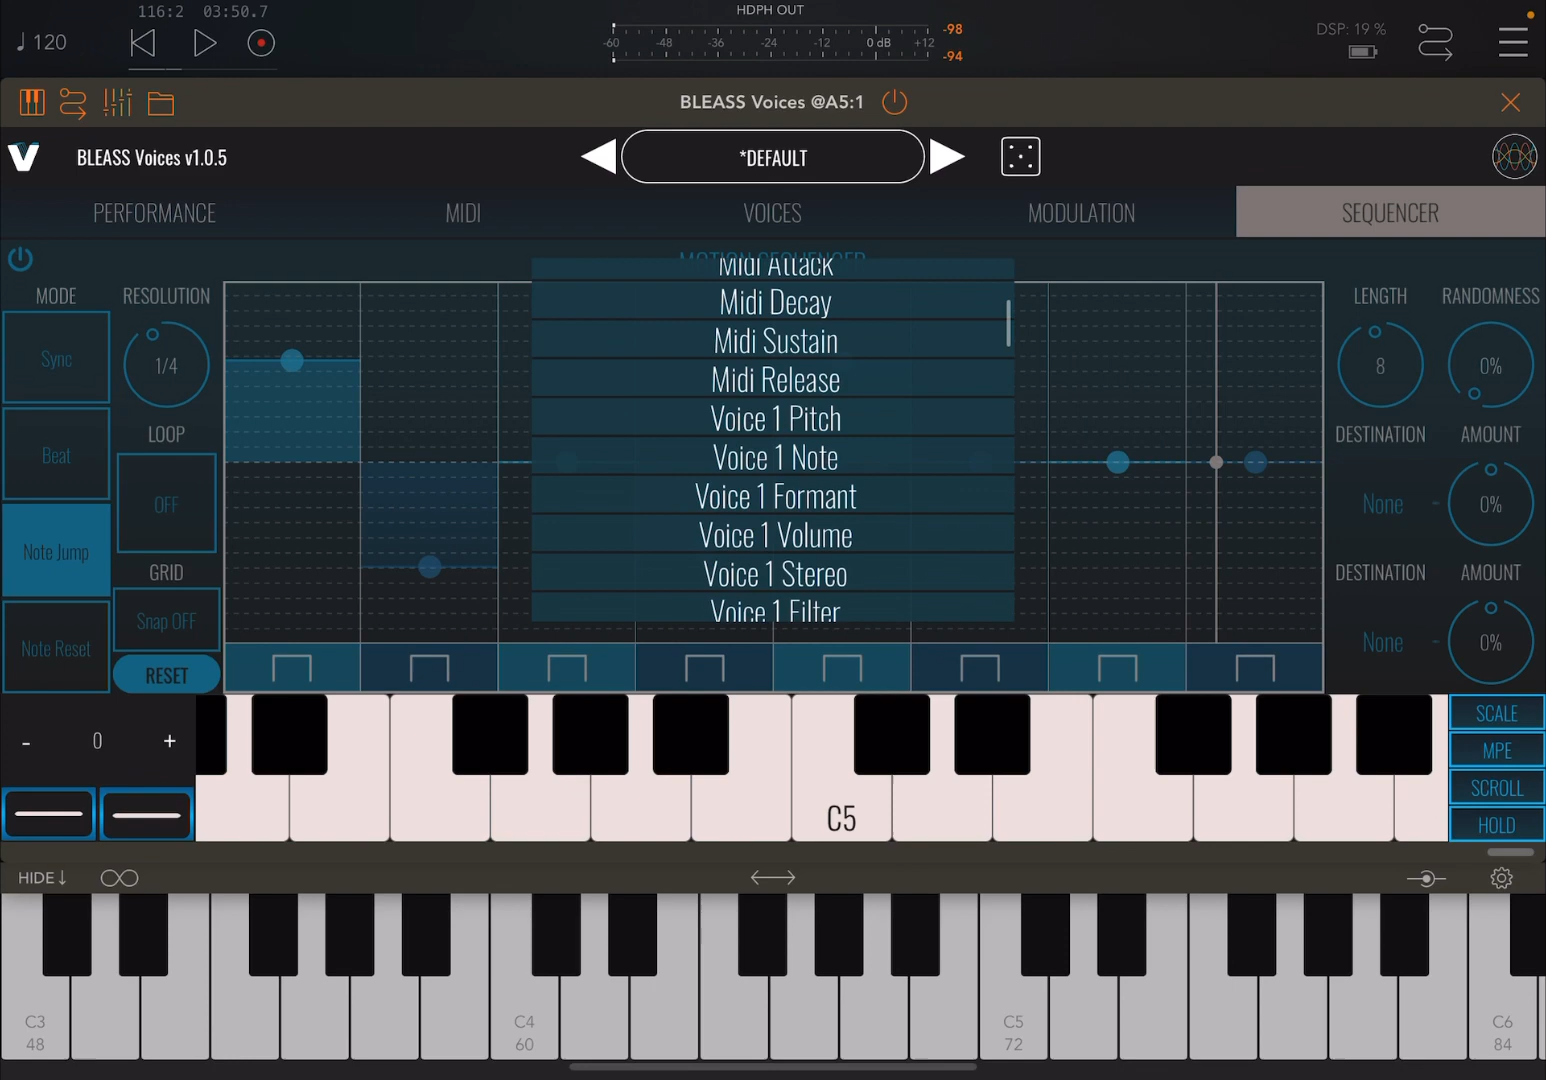 116:2 03:50.7
♩ 120
HDPH OUT
-60 -48 -36 -24 -12 0 dB +12
-98
-94
DSP: 19 %
BLEASS Voices @A5:1
BLEASS Voices v1.0.5
*DEFAULT
PERFORMANCE MIDI VOICES MODULATION SEQUENCER
MOTION SEQUENCER
MODE
Sync
Beat
Note Jump
Note Reset
RESOLUTION
1/4
LOOP
OFF
GRID
Snap OFF
RESET
Midi Attack
Midi Decay
Midi Sustain
Midi Release
Voice 1 Pitch
Voice 1 Note
Voice 1 Formant
Voice 1 Volume
Voice 1 Stereo
Voice 1 Filter
LENGTH RANDOMNESS
8 0%
DESTINATION AMOUNT
None - 0%
DESTINATION AMOUNT
None - 0%
- 0 +
C5
SCALE
MPE
SCROLL
HOLD
HIDE↓
C3 C4 C5 C6
48 60 72 84